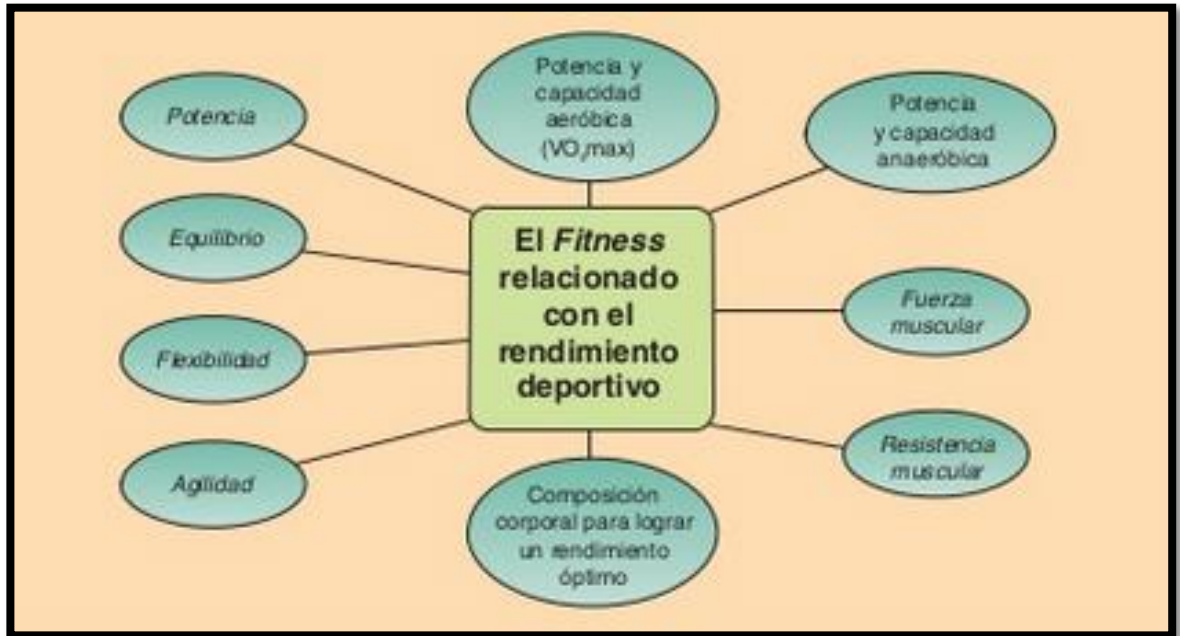 Potencia
Equilibrio
Flexibilidad
Agilidad
Potencia y
capacidad
aeróbica
(VO₂max)
El Fitness
relacionado
con el
rendimiento
deportivo
Composición
corporal para lograr
un rendimiento
óptimo
Potencia
y capacidad
anaeróbica
Fuerza
muscular
Resistencia
muscular